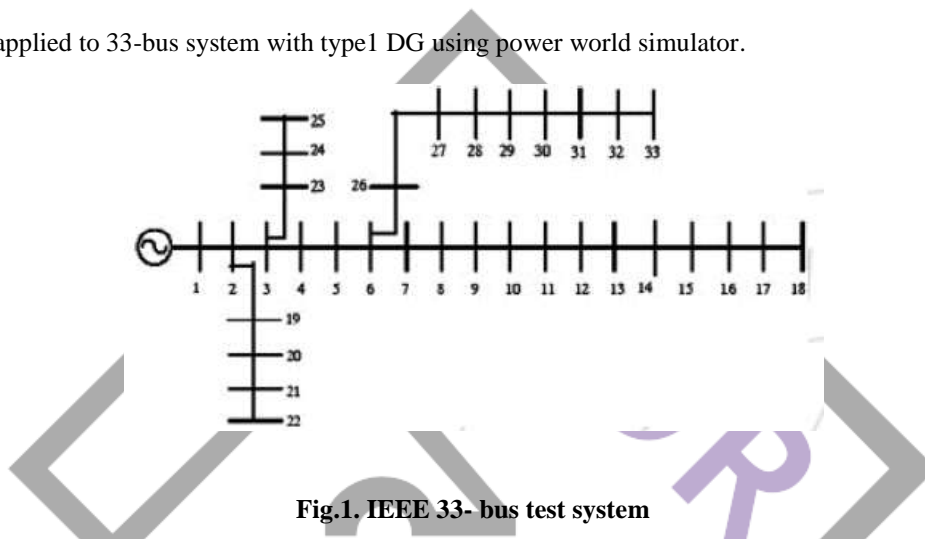 applied to 33-bus system with type1 DG using power world simulator.
25
24
23
26
27 28 29 30 31 32 33
1 2 3 4 5 6 7 8 9 10 11 12 13 14 15 16 17 18
19
20
21
22
Fig.1. IEEE 33- bus test system